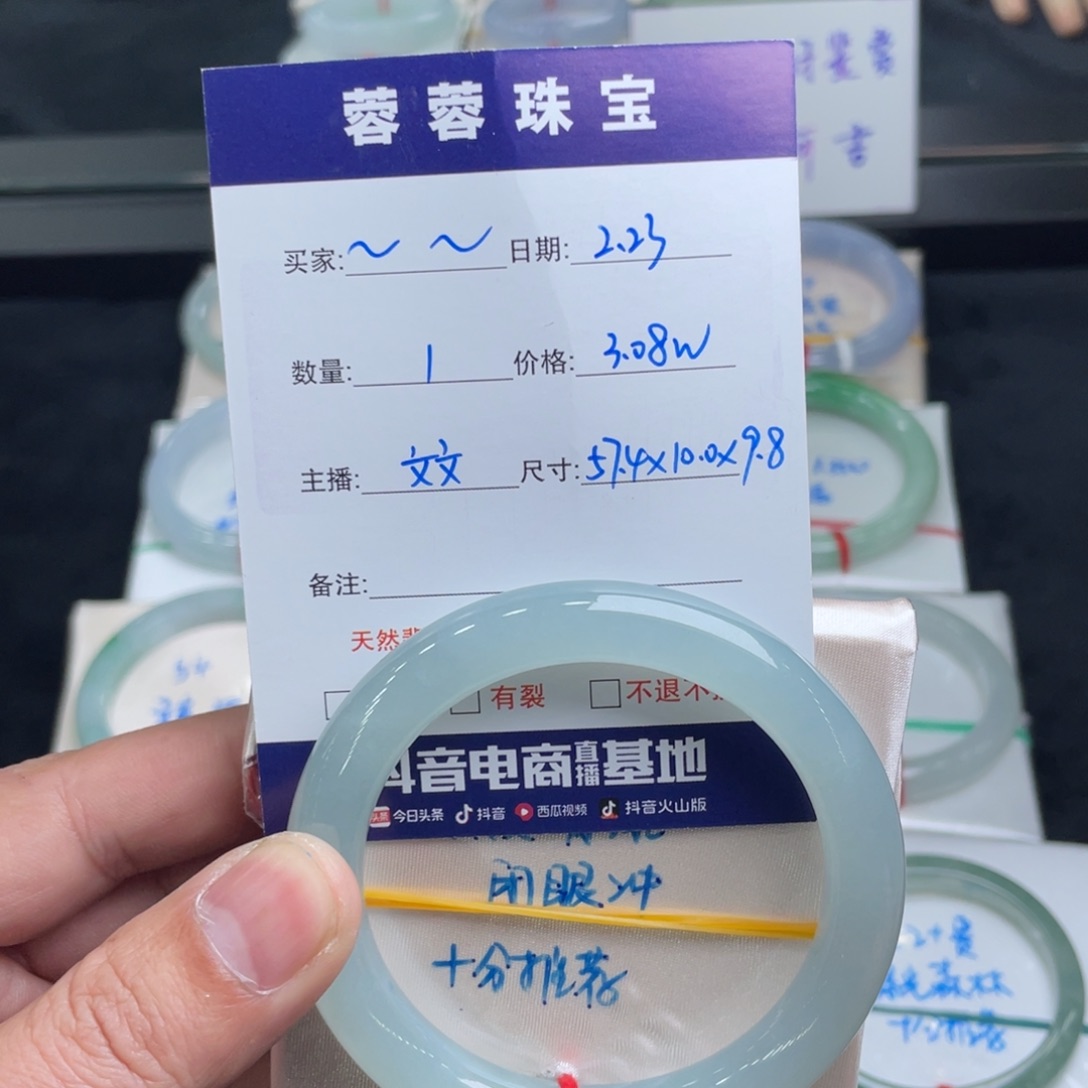 蓉蓉珠宝
买家:~ ~ 日期: 2.23
数量: 1 价格: 3.08W
主播: 文文 尺寸: 57.4x10.0x9.8
备注:
天然
有裂 不退不
抖音电商直播基地
今日头条 抖音 西瓜视频 抖音火山版
闭眼冲
十分推荐